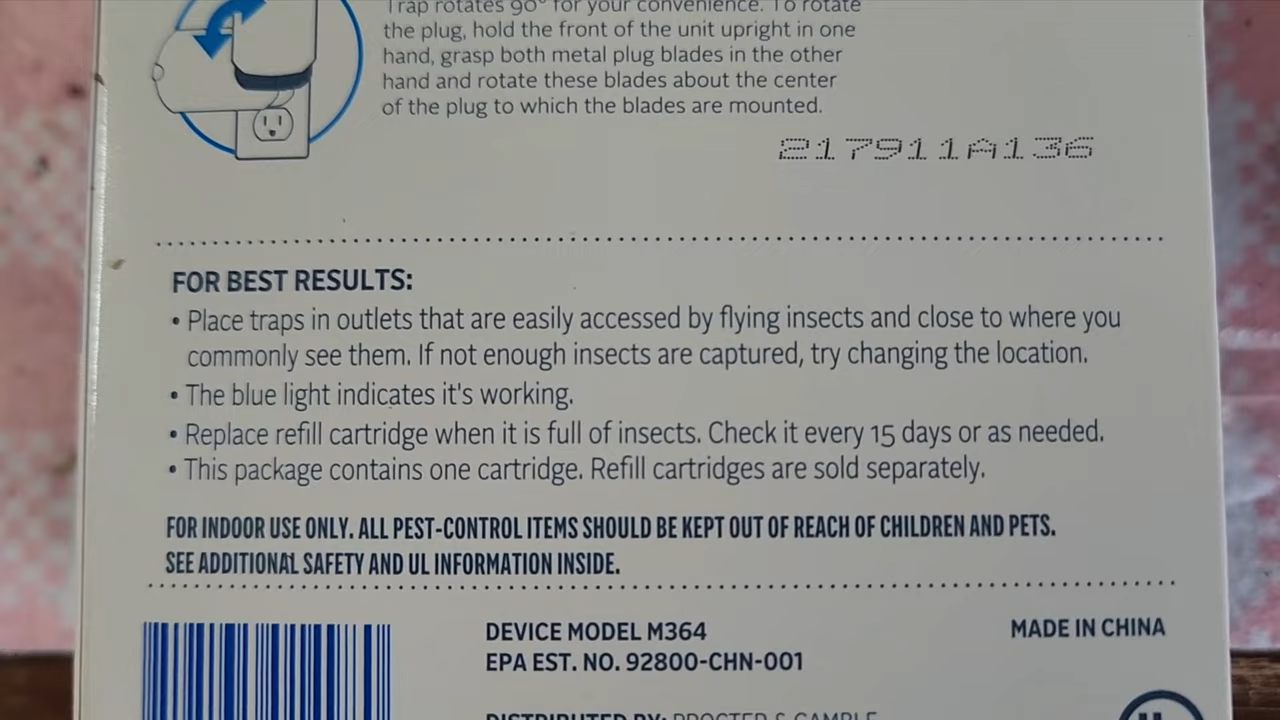 Trap rotates 90° for your convenience. To rotate
the plug, hold the front of the unit upright in one
hand, grasp both metal plug blades in the other
hand and rotate these blades about the center
of the plug to which the blades are mounted.
217911A136
FOR BEST RESULTS:
• Place traps in outlets that are easily accessed by flying insects and close to where you
commonly see them. If not enough insects are captured, try changing the location.
• The blue light indicates it's working.
• Replace refill cartridge when it is full of insects. Check it every 15 days or as needed.
• This package contains one cartridge. Refill cartridges are sold separately.
FOR INDOOR USE ONLY. ALL PEST-CONTROL ITEMS SHOULD BE KEPT OUT OF REACH OF CHILDREN AND PETS.
SEE ADDITIONAL SAFETY AND UL INFORMATION INSIDE.
DEVICE MODEL M364
EPA EST. NO. 92800-CHN-001
MADE IN CHINA
DISTRIBUTED BY: PROCTER & GAMBLE